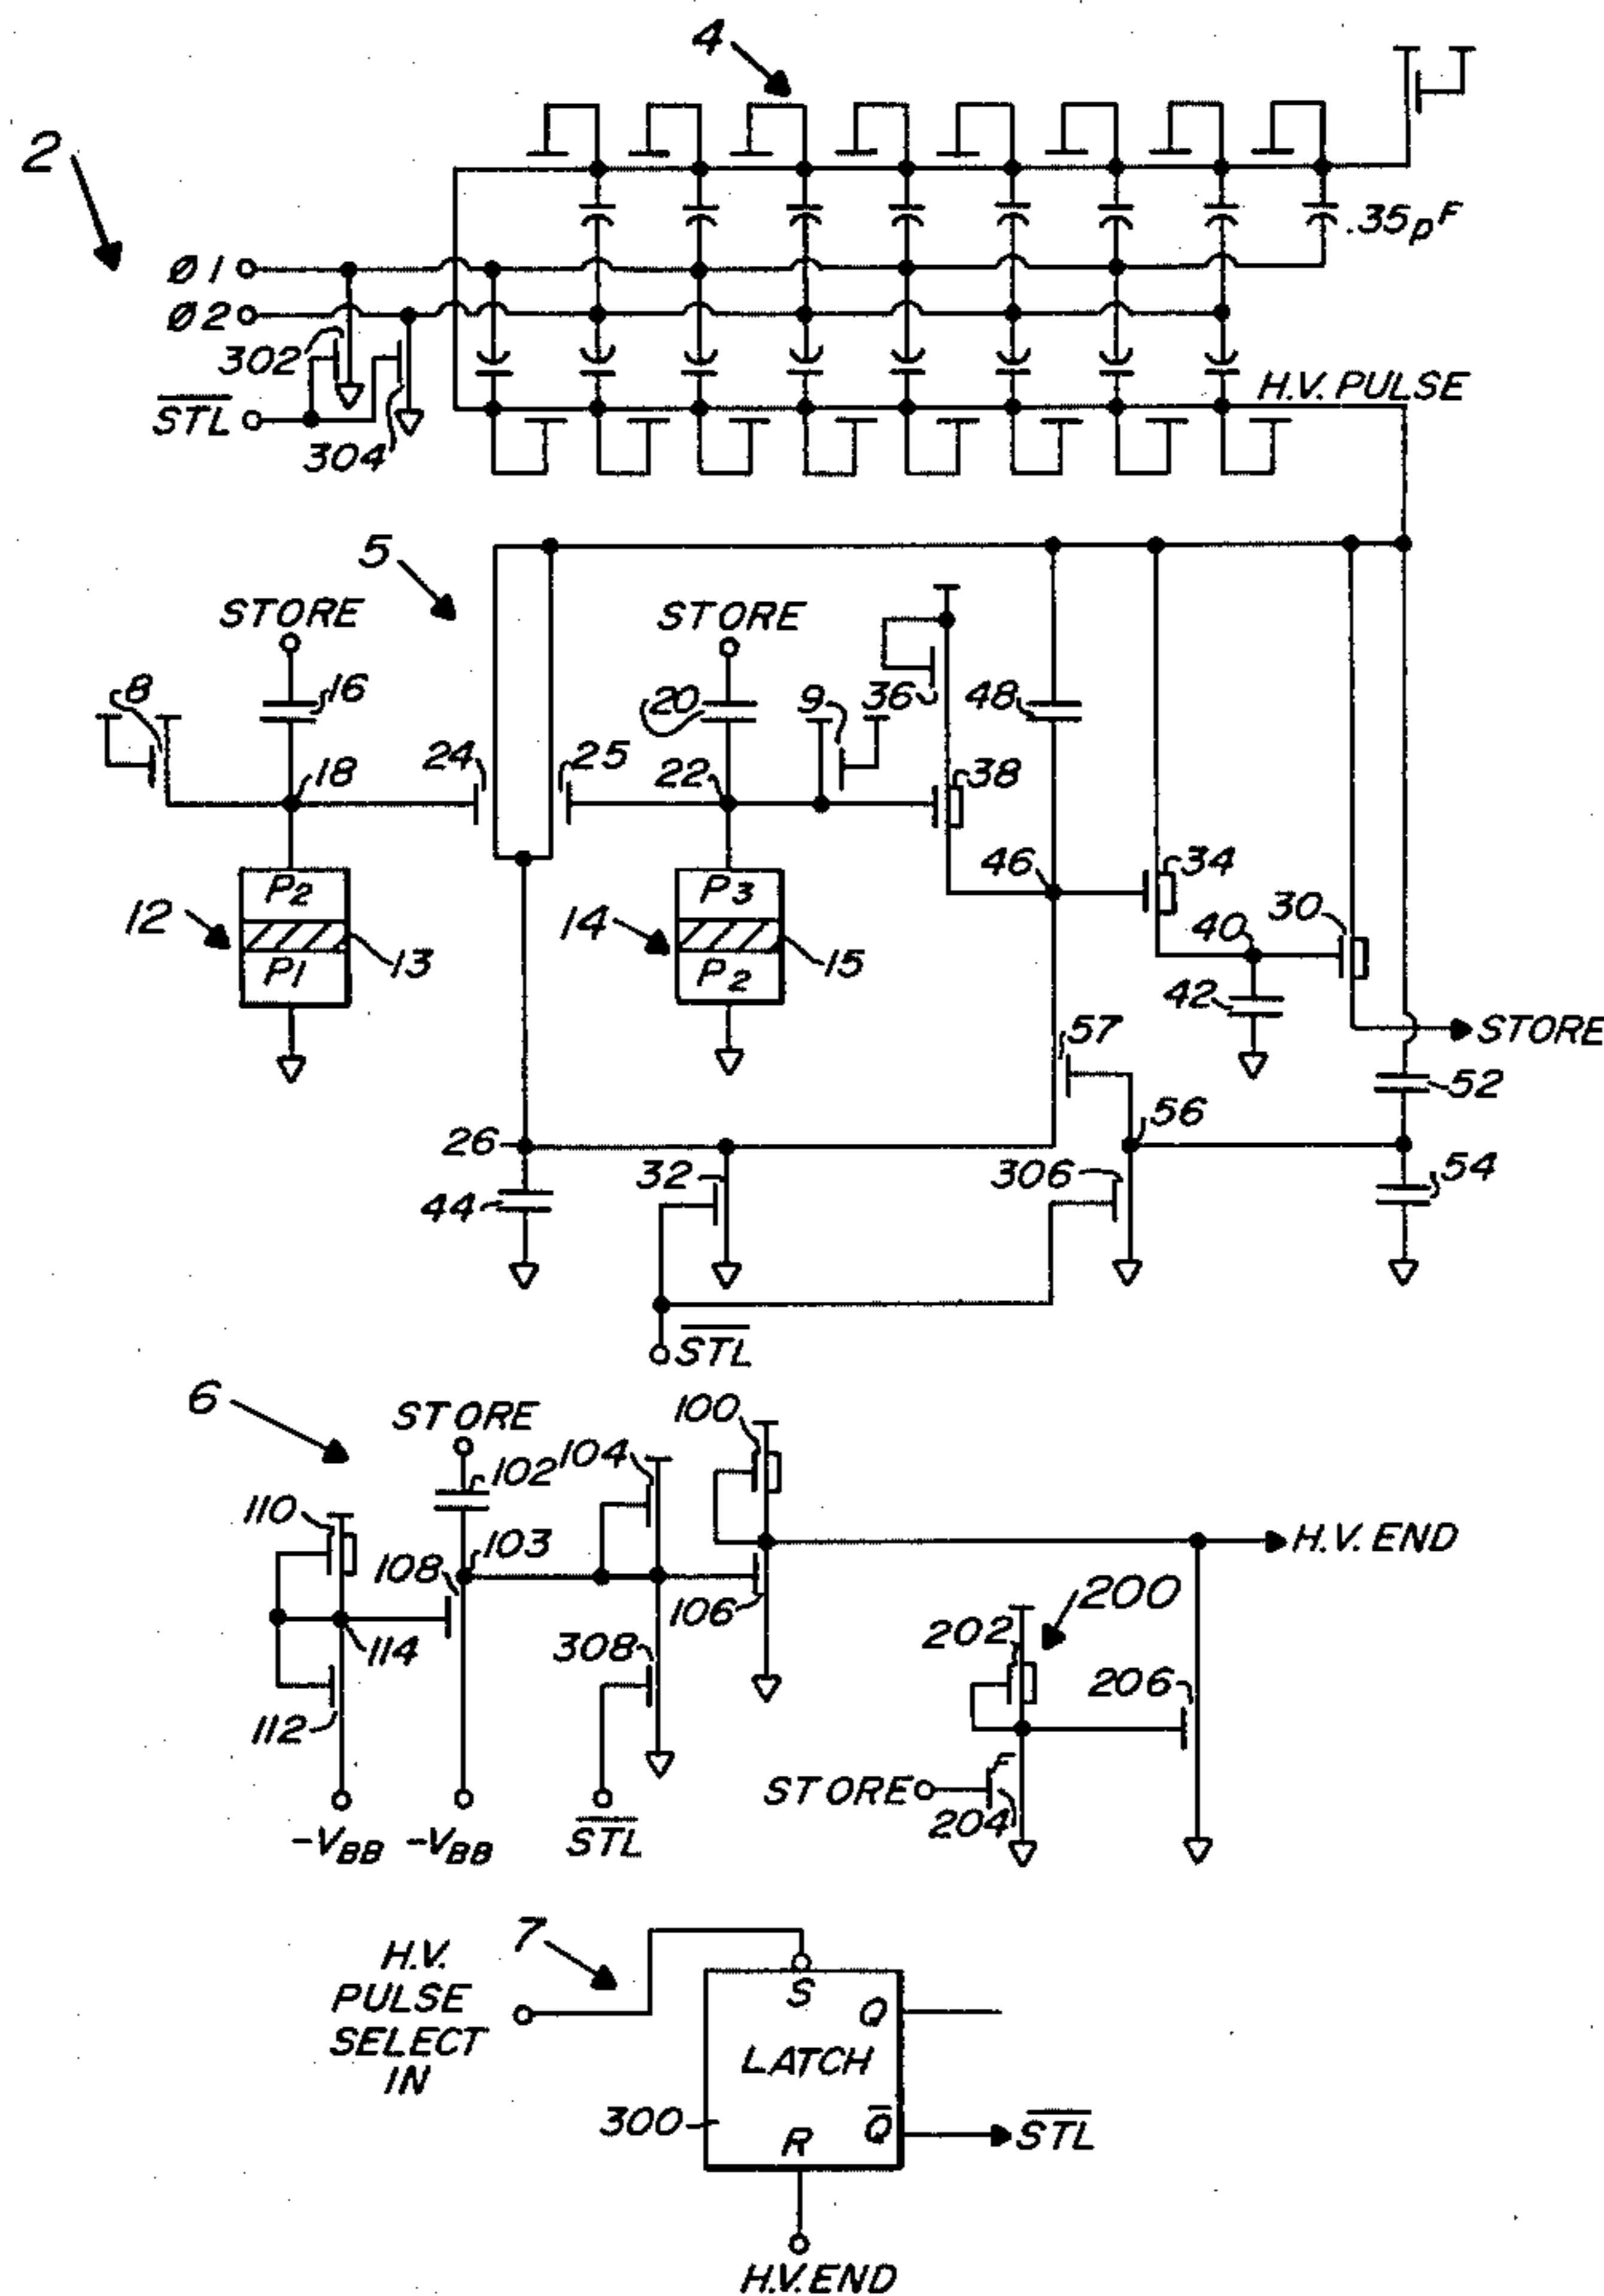 4
2
.35pF
Ø1
Ø2
302
STL
304
H.V. PULSE
5
STORE
STORE
8
16
20
9
36
48
24
25
18
22
38
46
34
P2
P3
12
13
14
15
P1
P2
40
30
42
STORE
57
52
26
56
32
306
54
44
STL
6
STORE
100
102
104
110
103
108
H.V. END
106
200
114
202
308
206
112
STORE
204
-VBB
-VBB
STL
7
H.V.
PULSE
SELECT
IN
S
Q
LATCH
300
R
Q
STL
H.V. END